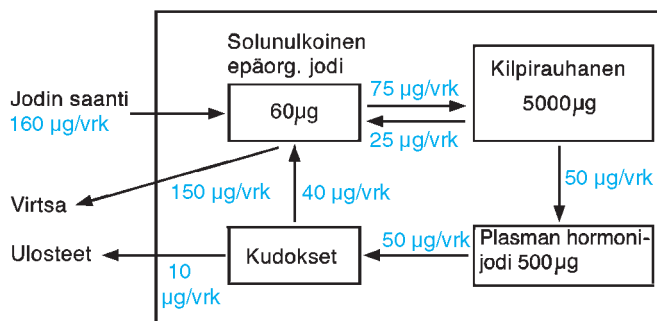 Solunulkoinen
epäorg. jodi
Jodin saanti
160 µg/vrk
60µg
75 µg/vrk
25 µg/vrk
Kilpirauhanen
5000µg
150 µg/vrk
40 µg/vrk
50 µg/vrk
Virtsa
Ulosteet
10
µg/vrk
Kudokset
50 µg/vrk
Plasman hormoni-
jodi 500µg